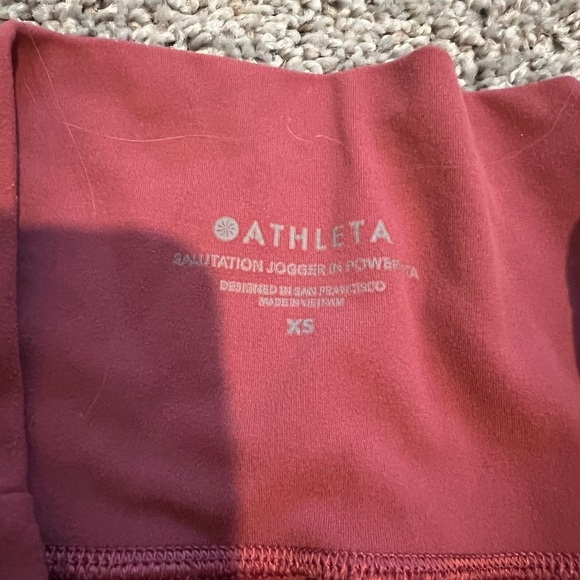 ATHLETA
SALUTATION JOGGER IN POWERVITA
DESIGNED IN SAN FRANCISCO
MADE IN VIETNAM
XS